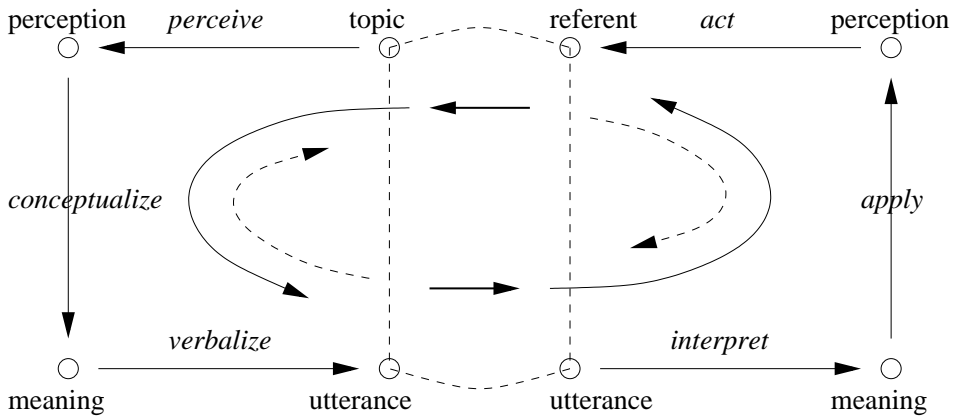 perception perceive topic referent act perception
conceptualize apply
verbalize interpret
meaning utterance utterance meaning